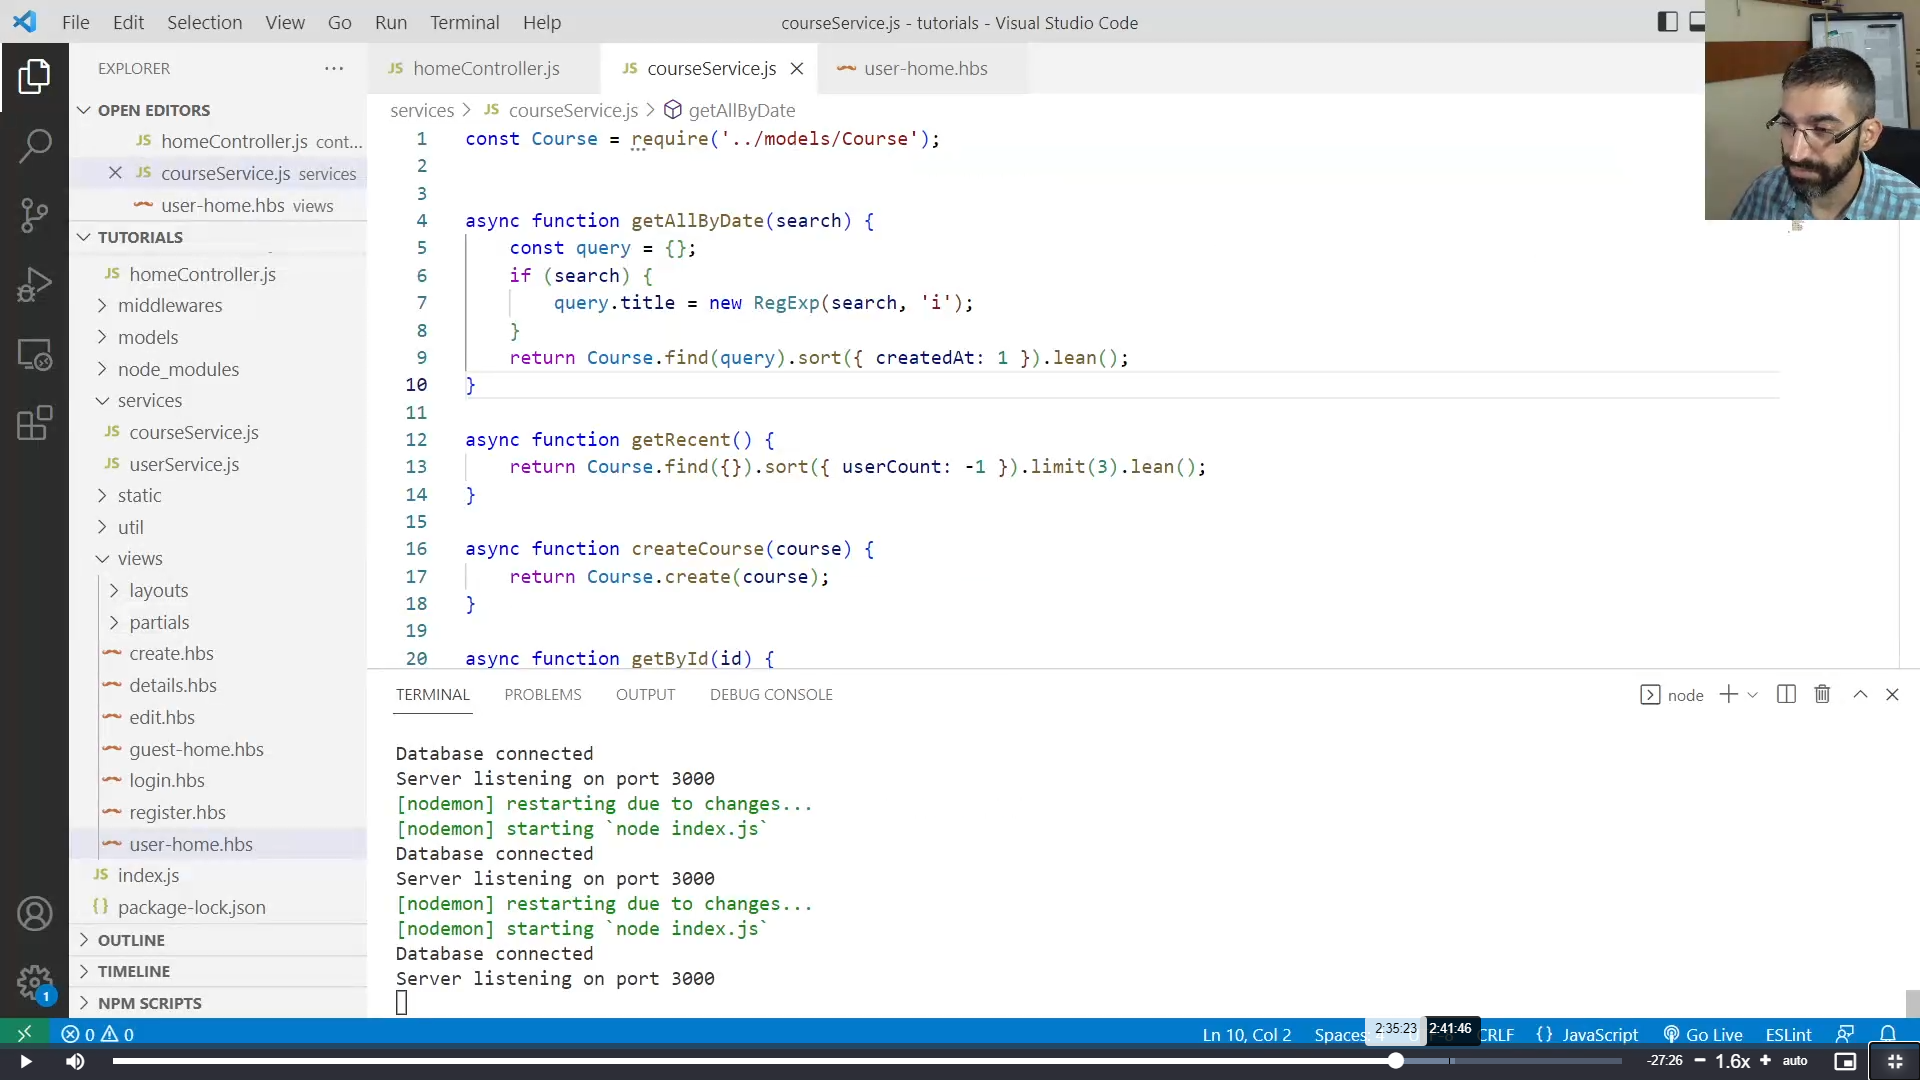 File Edit Selection View Go Run Terminal Help
courseService.js - tutorials - Visual Studio Code
EXPLORER
OPEN EDITORS
homeController.js cont...
courseService.js services
user-home.hbs views
TUTORIALS
homeController.js
middlewares
models
node_modules
services
courseService.js
userService.js
static
util
views
layouts
partials
create.hbs
details.hbs
edit.hbs
guest-home.hbs
login.hbs
register.hbs
user-home.hbs
index.js
package-lock.json
OUTLINE
TIMELINE
NPM SCRIPTS
JS homeController.js JS courseService.js user-home.hbs
services > JS courseService.js > getAllByDate
1 const Course = require('../models/Course');
2
3
4 async function getAllByDate(search) {
5 const query = {};
6 if (search) {
7 query.title = new RegExp(search, 'i');
8 }
9 return Course.find(query).sort({ createdAt: 1 }).lean();
10 }
11
12 async function getRecent() {
13 return Course.find({}).sort({ userCount: -1 }).limit(3).lean();
14 }
15
16 async function createCourse(course) {
17 return Course.create(course);
18 }
19
20 async function getById(id) {
TERMINAL PROBLEMS OUTPUT DEBUG CONSOLE
node
Database connected
Server listening on port 3000
[nodemon] restarting due to changes...
[nodemon] starting `node index.js`
Database connected
Server listening on port 3000
[nodemon] restarting due to changes...
[nodemon] starting `node index.js`
Database connected
Server listening on port 3000
0 0 Ln 10, Col 2 Spaces: 4 CRLF {} JavaScript Go Live ESLint
1
2:35:23 2:41:46
-27:26 − 1.6x + auto